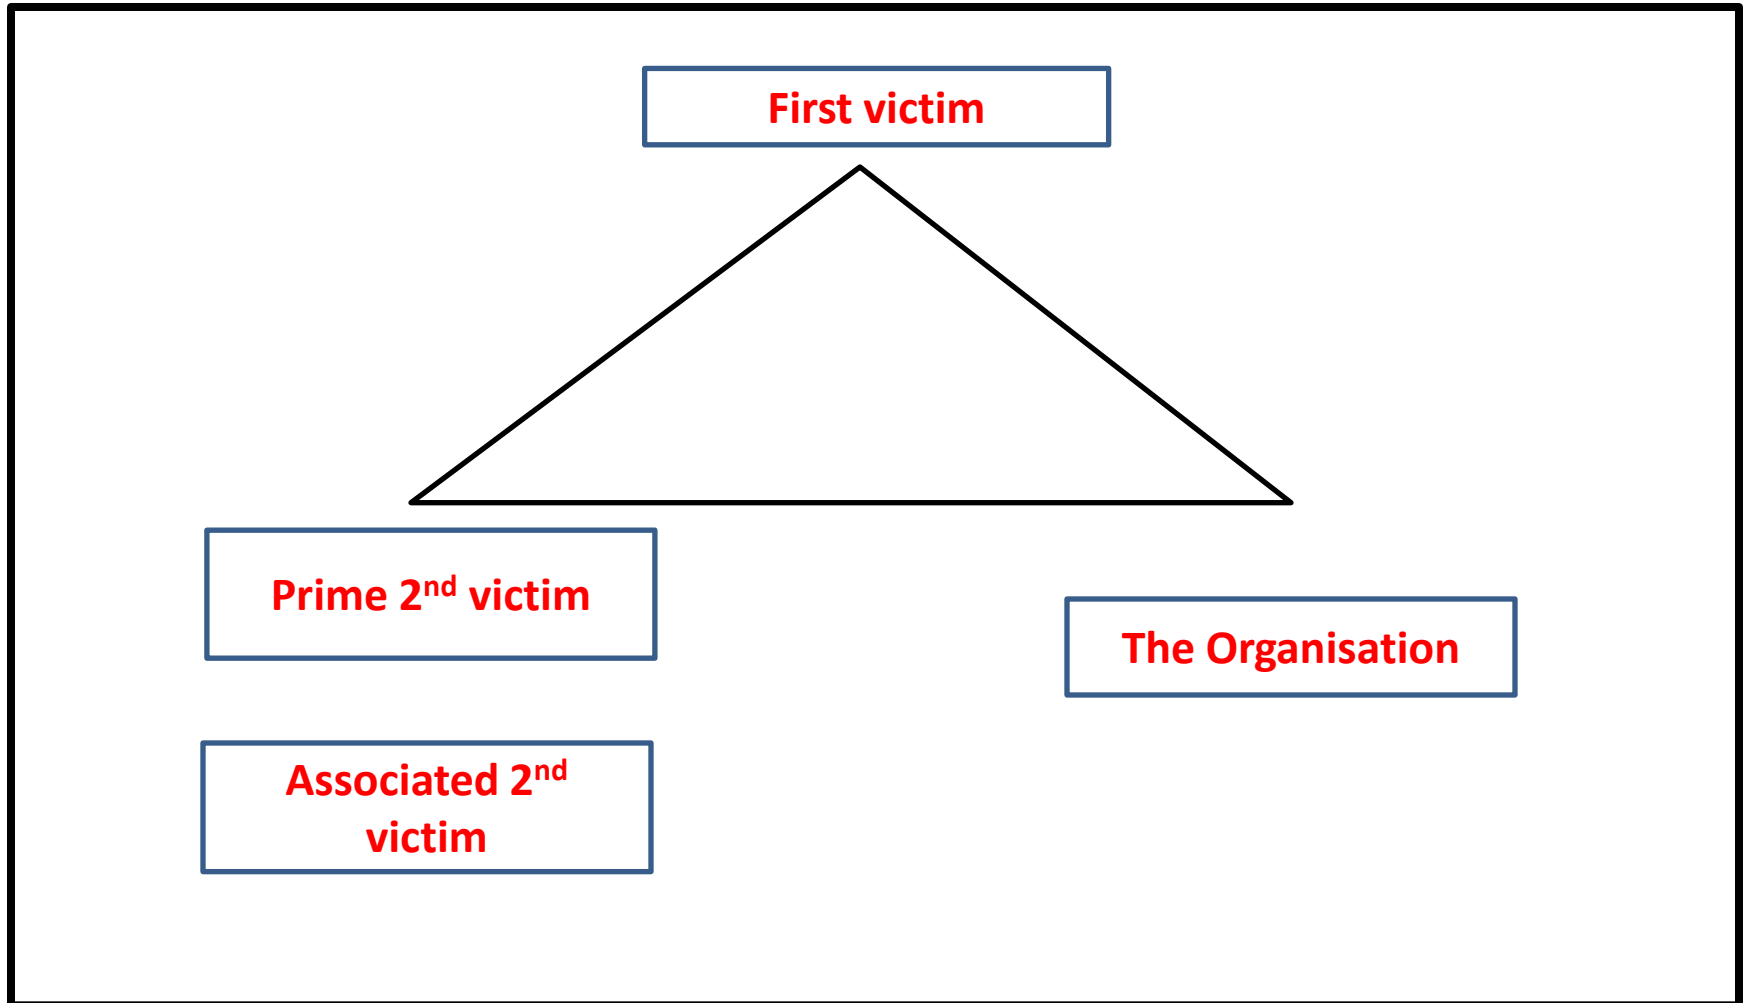 First victim
Prime 2nd victim
The Organisation
Associated 2nd
victim